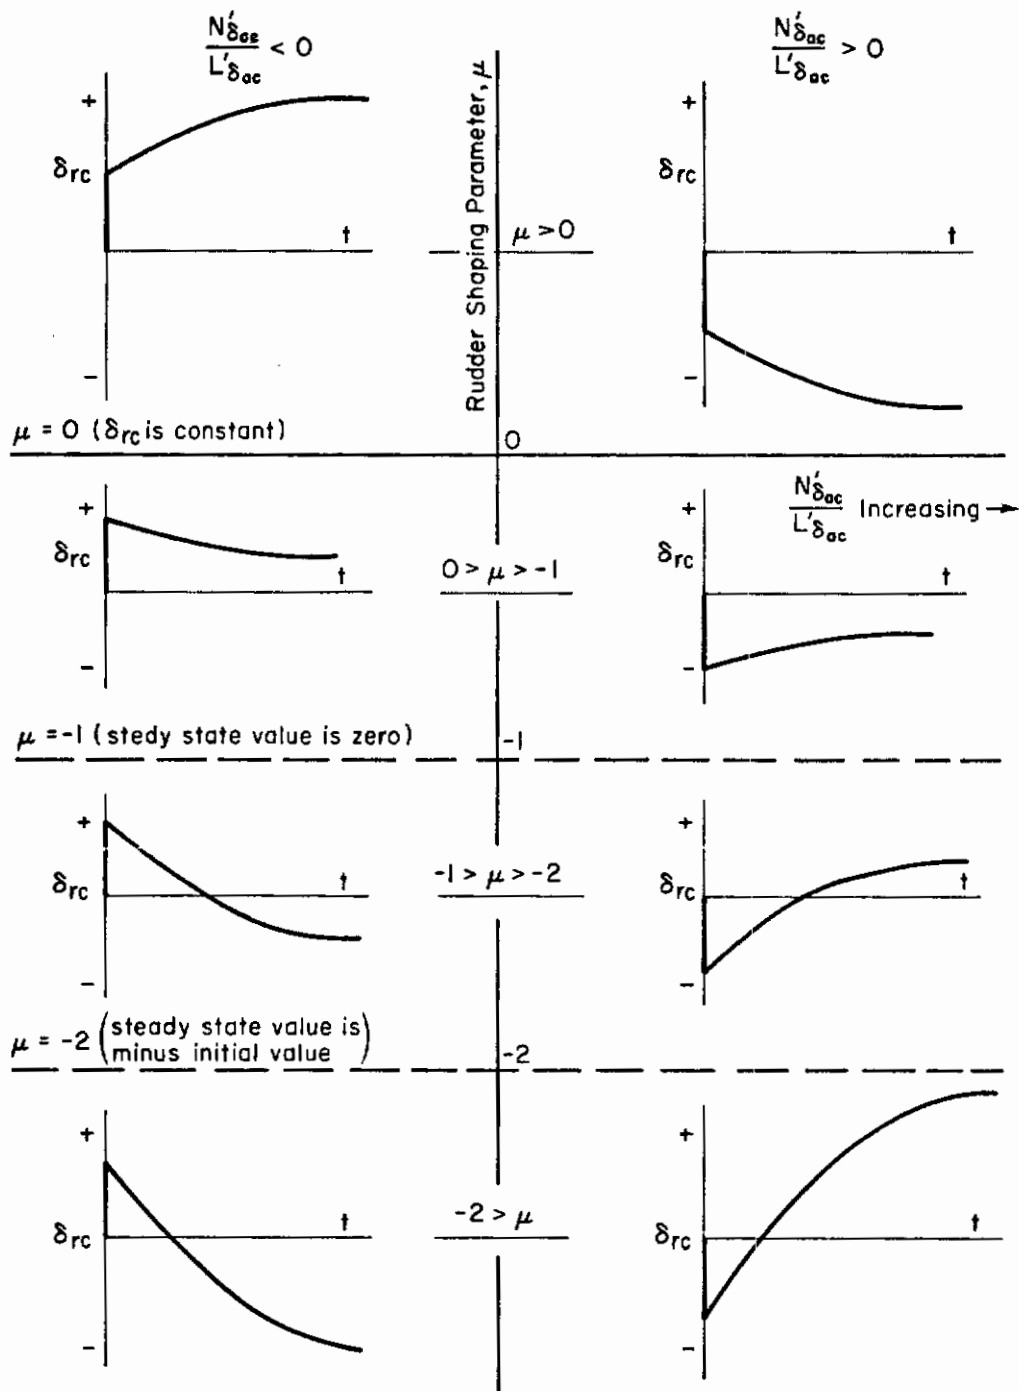 N′δae / L′δac < 0
N′δac / L′δac > 0
Rudder Shaping Parameter, μ
+
δrc
t
−
μ > 0
+
δrc
t
−
μ = 0 (δrc is constant)
0
N′δac / L′δac Increasing →
+
δrc
t
−
0 > μ > -1
+
δrc
t
−
μ = -1 (stedy state value is zero)
-1
+
δrc
t
−
-1 > μ > -2
+
δrc
t
−
μ = -2 (steady state value is
minus initial value)
-2
+
δrc
t
−
-2 > μ
+
δrc
t
−